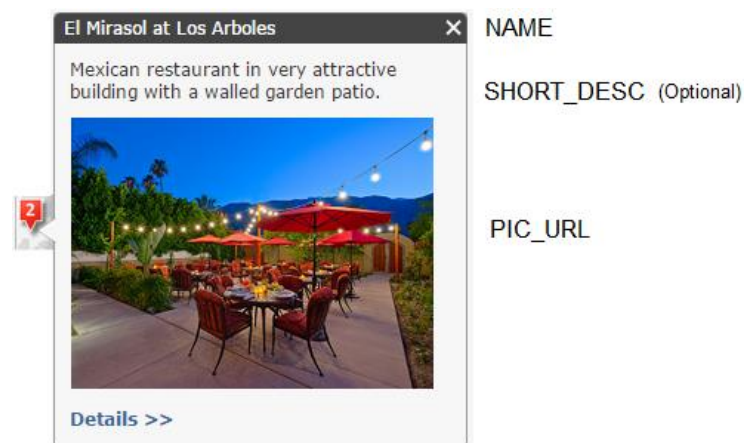 El Mirasol at Los Arboles × NAME
Mexican restaurant in very attractive
building with a walled garden patio.
SHORT_DESC (Optional)
2
PIC_URL
Details >>